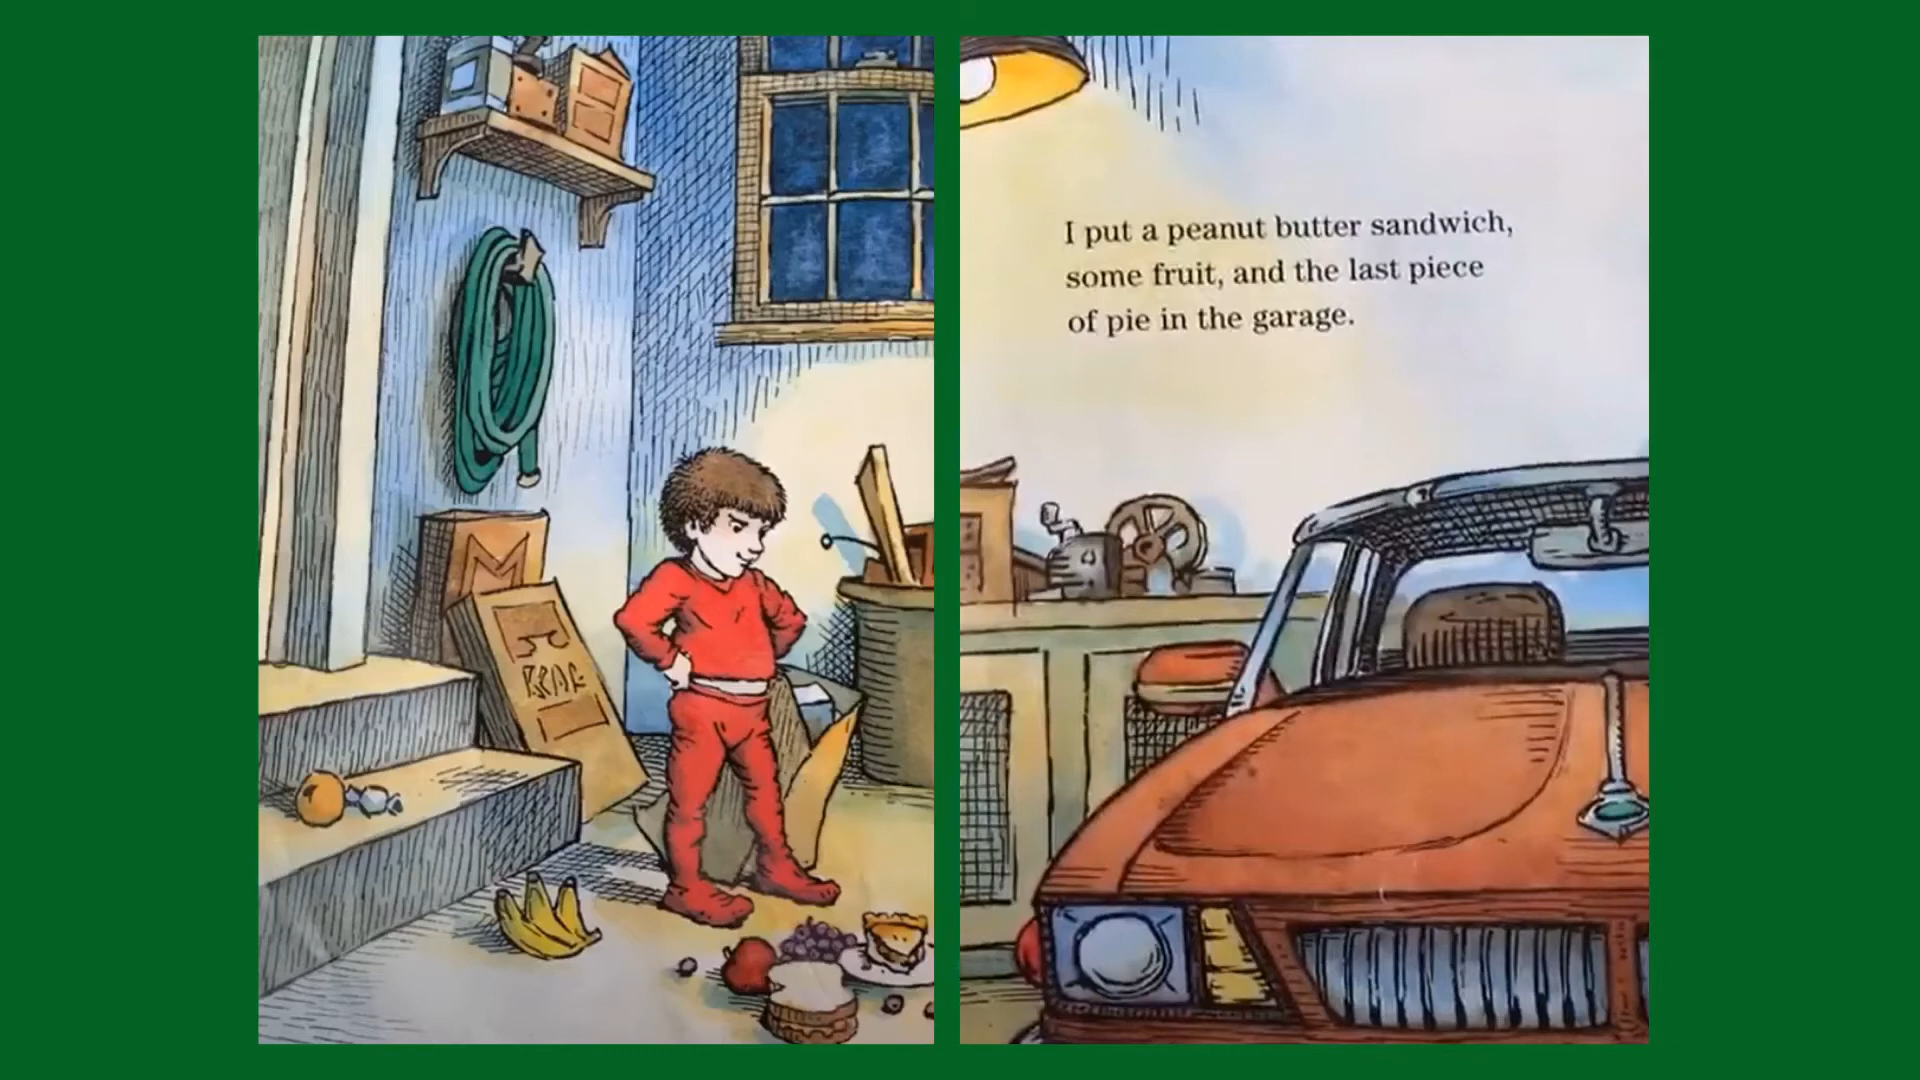 I put a peanut butter sandwich,
some fruit, and the last piece
of pie in the garage.